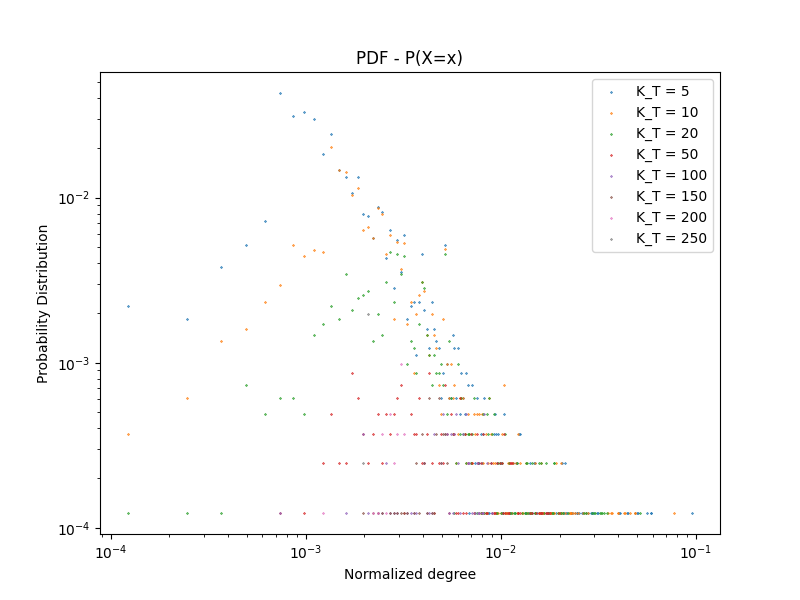 PDF - P(X=x)
K_T = 5
K_T = 10
K_T = 20
K_T = 50
K_T = 100
K_T = 150
K_T = 200
K_T = 250
Probability Distribution
10⁻²
10⁻³
10⁻⁴
10⁻⁴ 10⁻³ 10⁻² 10⁻¹
Normalized degree